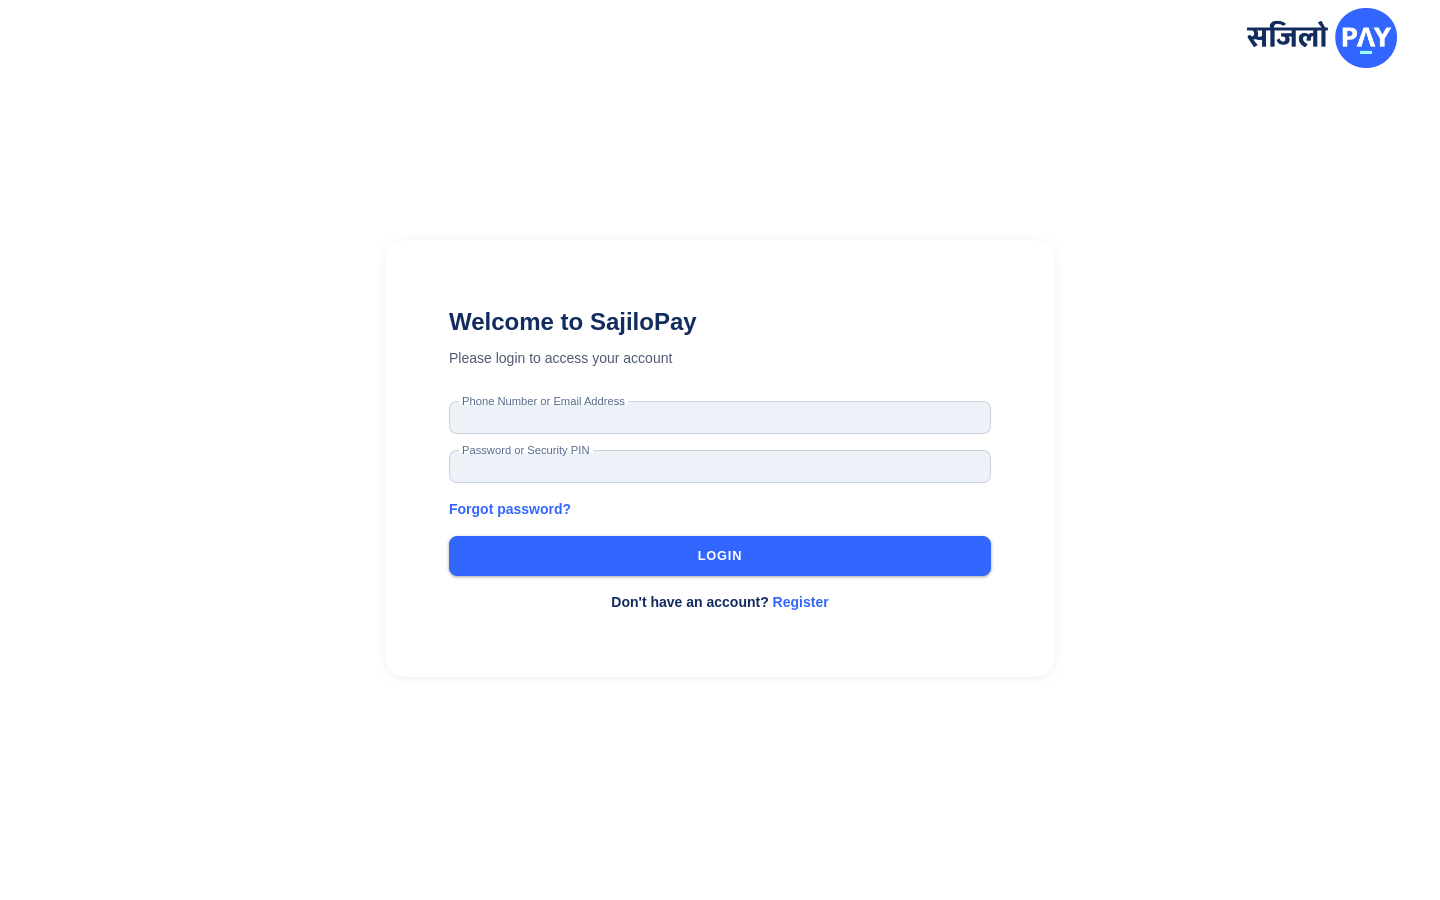 सजिलो PAY
Welcome to SajiloPay
Please login to access your account
Phone Number or Email Address
Password or Security PIN
Forgot password?
LOGIN
Don't have an account? Register